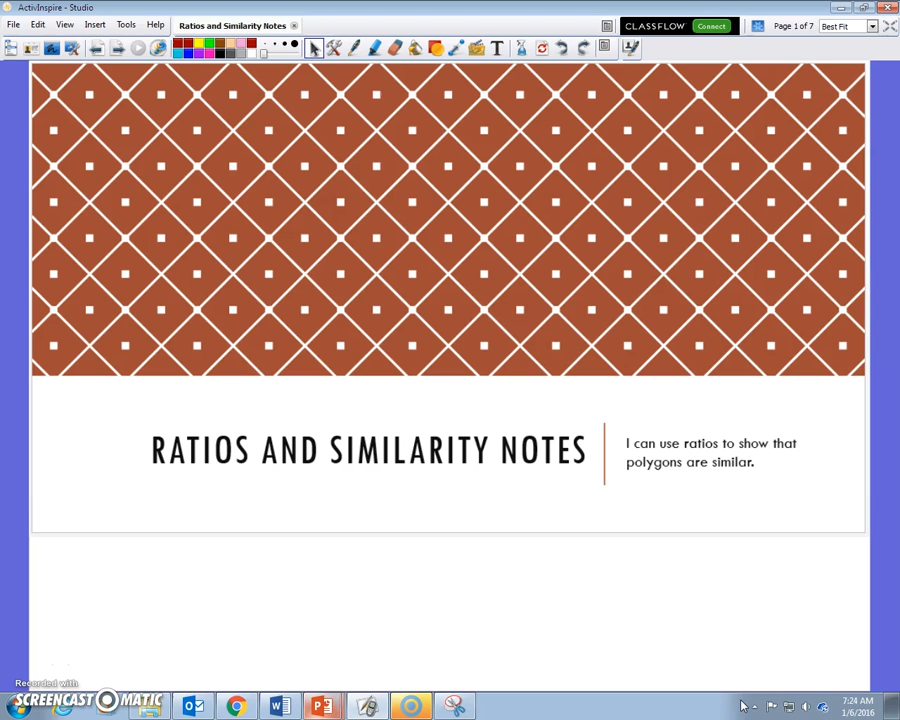 ActivInspire - Studio
File Edit View Insert Tools Help
Ratios and Similarity Notes
CLASSFLOW Connect
Page 1 of 7
Best Fit
RATIOS AND SIMILARITY NOTES
I can use ratios to show that
polygons are similar.
Recorded with
SCREENCAST MATIC
7:24 AM
1/6/2016